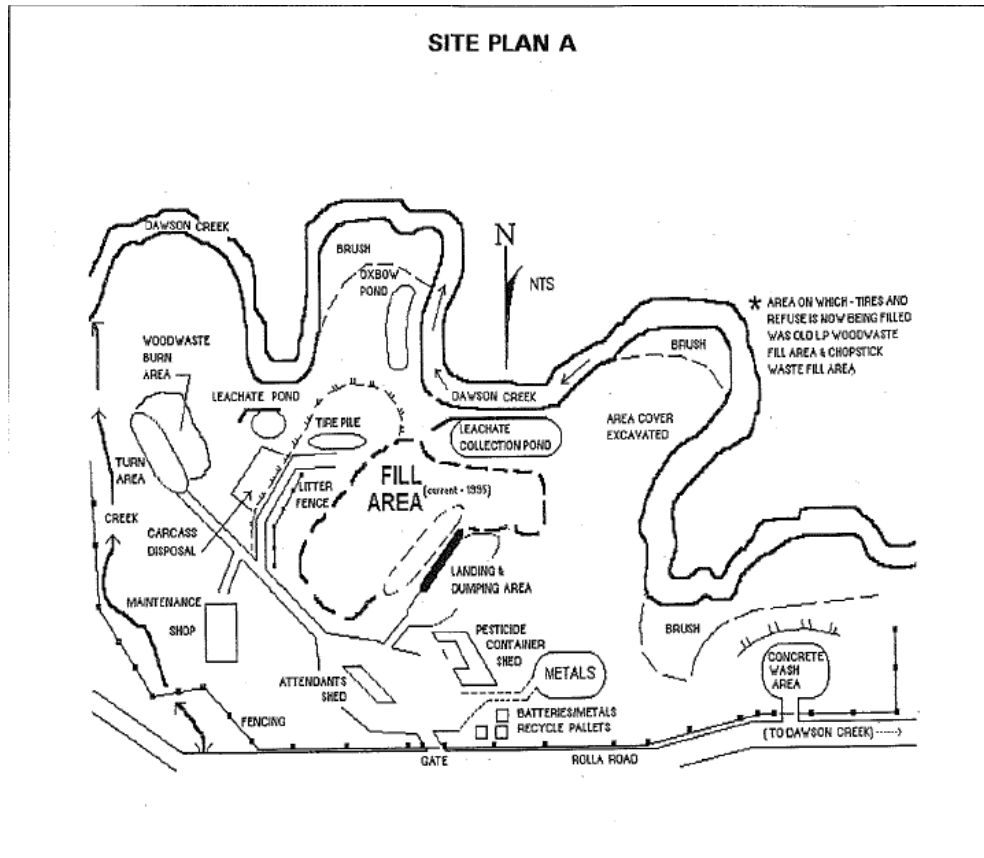 SITE PLAN A
DAWSON CREEK
BRUSH
OXBOW
POND
N
NTS
* AREA ON WHICH - TIRES AND
REFUSE IS NOW BEING FILLED
WAS OLD LP WOODWASTE
FILL AREA & CHOPSTICK
WASTE FILL AREA
WOODWASTE
BURN
AREA
BRUSH
LEACHATE POND
DAWSON CREEK
TIRE PILE
LEACHATE
COLLECTION POND
AREA COVER
EXCAVATED
TURN
AREA
FILL
AREA
(current - 1995)
LITTER
FENCE
CREEK
CARCASS
DISPOSAL
LANDING &
DUMPING AREA
MAINTENANCE
SHOP
PESTICIDE
CONTAINER
SHED
BRUSH
CONCRETE
WASH
AREA
METALS
ATTENDANTS
SHED
FENCING
BATTERIES/METALS
RECYCLE PALLETS
(TO DAWSON CREEK)
GATE
ROLLA ROAD